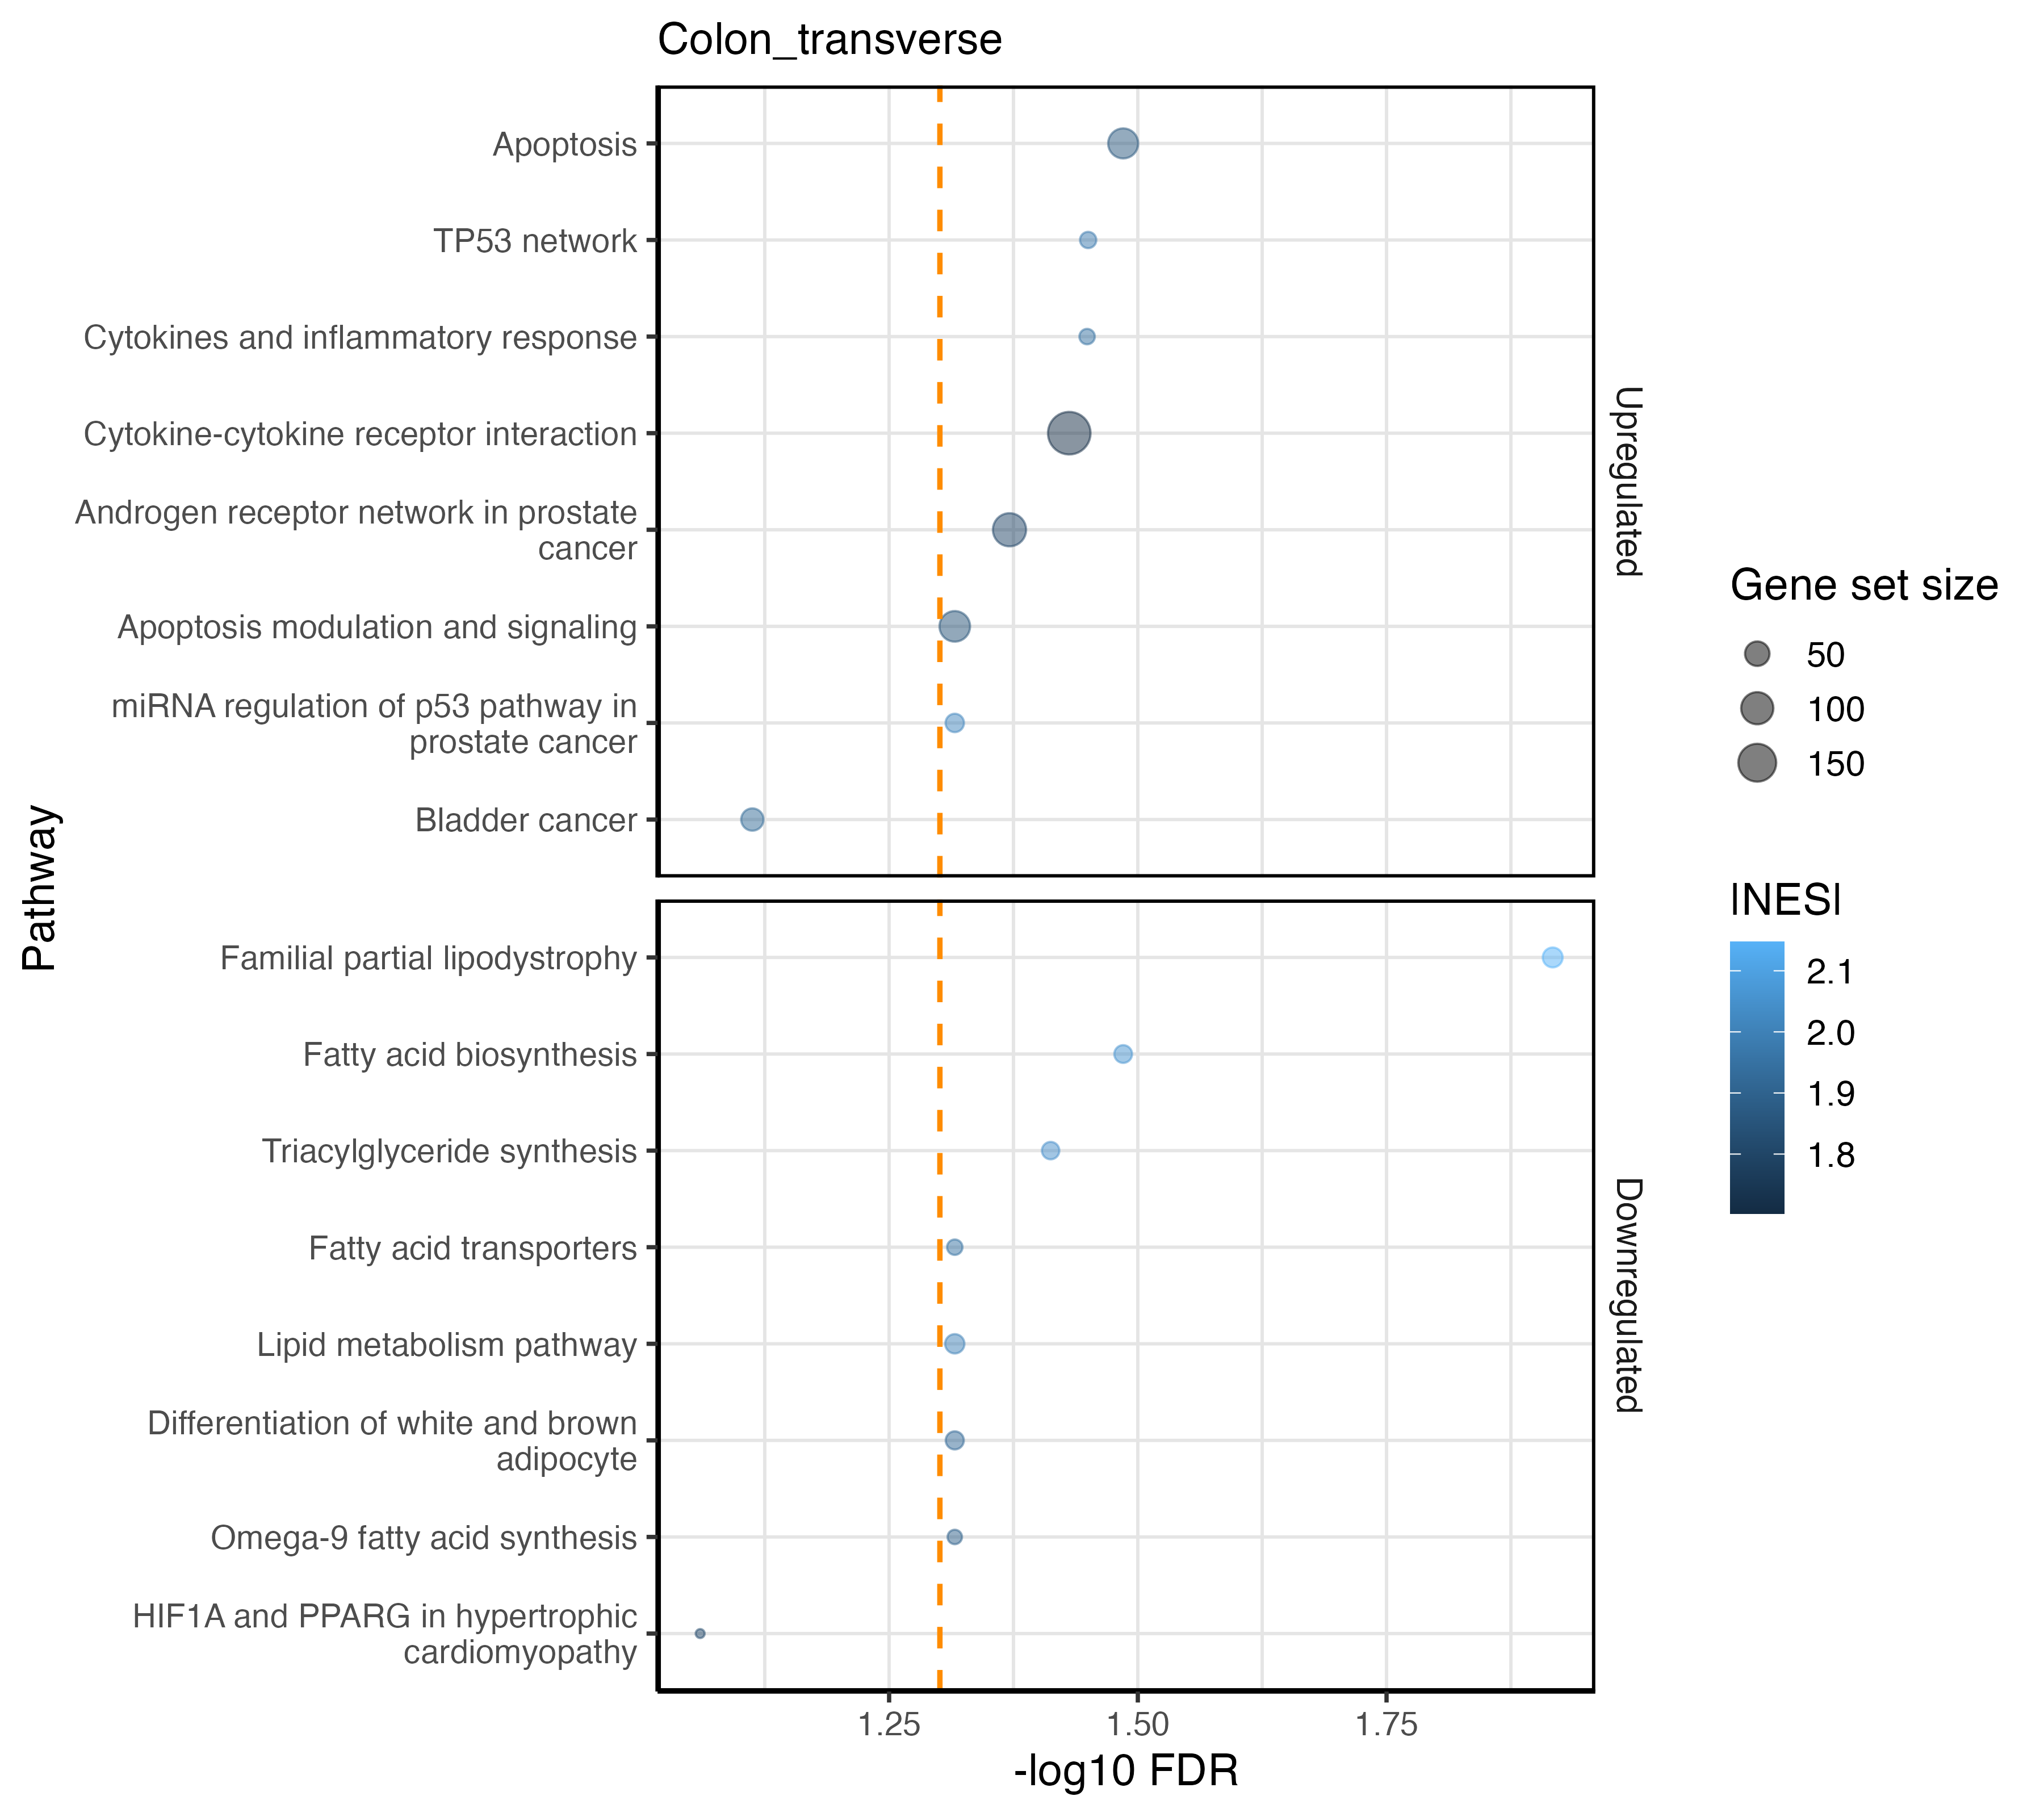 Colon_transverse
Pathway
Apoptosis
TP53 network
Cytokines and inflammatory response
Cytokine-cytokine receptor interaction
Androgen receptor network in prostate
cancer
Apoptosis modulation and signaling
miRNA regulation of p53 pathway in
prostate cancer
Bladder cancer
Upregulated
Familial partial lipodystrophy
Fatty acid biosynthesis
Triacylglyceride synthesis
Fatty acid transporters
Lipid metabolism pathway
Differentiation of white and brown
adipocyte
Omega-9 fatty acid synthesis
HIF1A and PPARG in hypertrophic
cardiomyopathy
Downregulated
1.25
1.50
1.75
-log10 FDR
Gene set size
50
100
150
|NES|
2.1
2.0
1.9
1.8